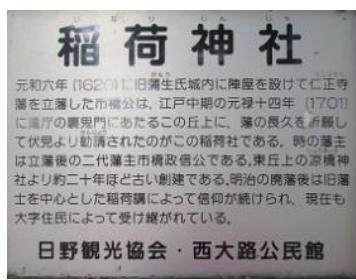 いなりじんじゃ
稲荷神社
元和六年(1620)に旧蒲生氏城内に陣屋を設けて仁正寺
藩を立藩した市橋公は、江戸中期の元禄十四年(1701)
に藩庁の裏鬼門にあたるこの丘上に、藩の長久を祈願し
て伏見より勧請されたのがこの稲荷社である。時の藩主
は立藩後の二代藩主市橋政信公である。東丘上の涼橋神
社より約二十年ほど古い創建である。明治の廃藩後は旧藩
士を中心とした稲荷講によって信仰が続けられ、現在も
大字住民によって受け継がれている。
日野観光協会・西大路公民館